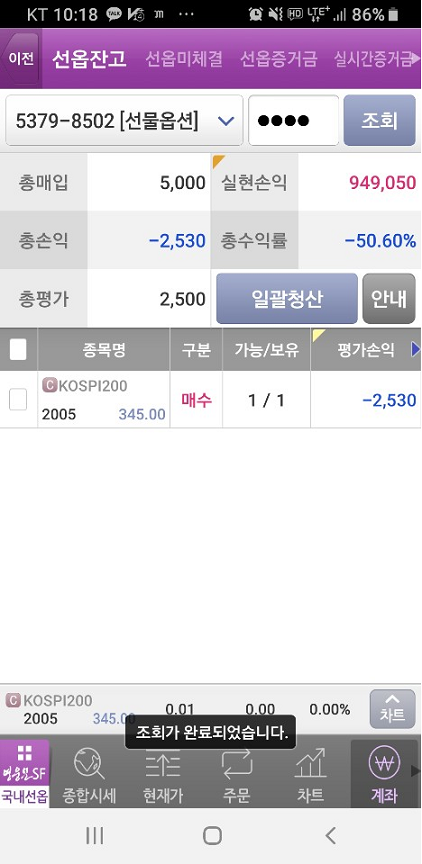 KT 10:18 TALK ··· HD LTE+ 86%
이전 선옵잔고 선옵미체결 선옵증거금 실시간증거금
5379-8502 [선물옵션] ●●●● 조회
총매입 5,000 실현손익 949,050
총손익 -2,530 총수익률 -50.60%
총평가 2,500 일괄청산 안내
종목명 구분 가능/보유 평가손익
C KOSPI200
2005 345.00 매수 1 / 1 -2,530
C KOSPI200
2005 345.00 0.01 0.00 0.00% 차트
조회가 완료되었습니다.
영웅문SF
국내선옵 종합시세 현재가 주문 차트 계좌